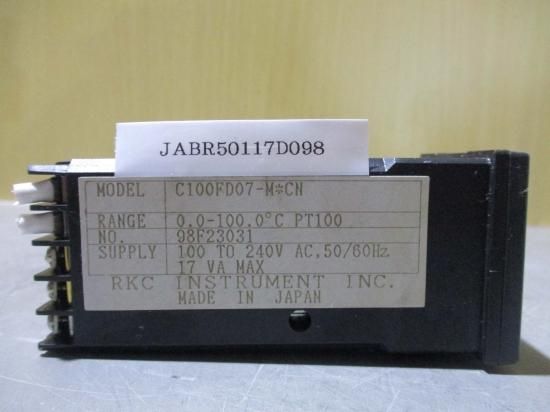 JABR50117D098
MODEL C100FD07-M*CN
RANGE 0.0-100.0°C PT100
NO. 98F23031
SUPPLY 100 TO 240V AC, 50/60Hz
17 VA MAX
RKC INSTRUMENT INC.
MADE IN JAPAN